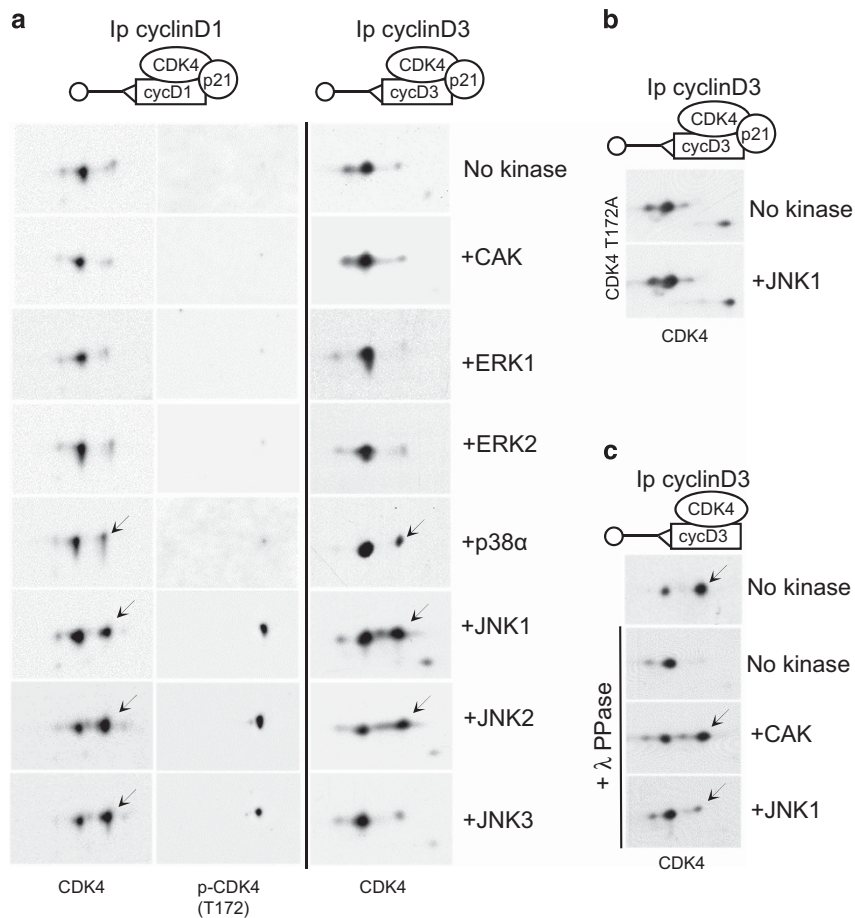 a
Ip cyclinD1
CDK4
cycD1
p21
Ip cyclinD3
CDK4
cycD3
p21
No kinase
+CAK
+ERK1
+ERK2
+p38α
+JNK1
+JNK2
+JNK3
CDK4
p-CDK4
(T172)
CDK4
b
Ip cyclinD3
CDK4
cycD3
p21
CDK4 T172A
No kinase
+JNK1
CDK4
c
Ip cyclinD3
CDK4
cycD3
No kinase
+ λ PPase
No kinase
+CAK
+JNK1
CDK4